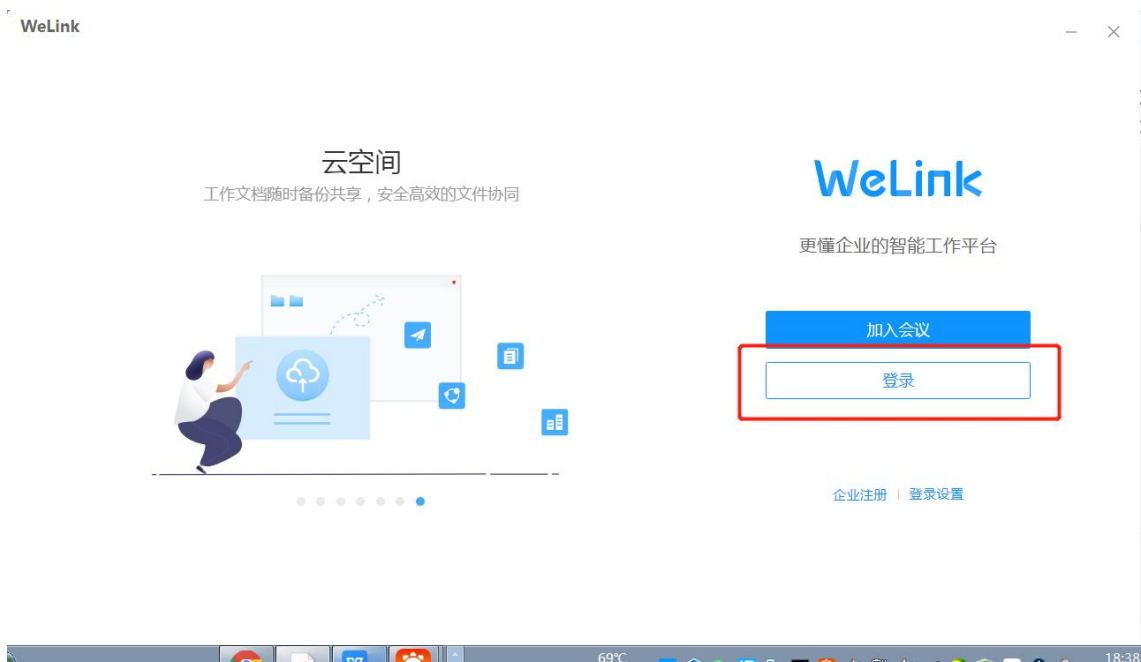 WeLink
云空间
工作文档随时备份共享，安全高效的文件协同
WeLink
更懂企业的智能工作平台
加入会议
登录
企业注册 | 登录设置
69℃
18:38